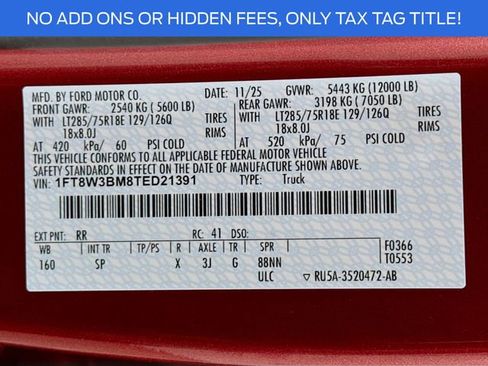 NO ADD ONS OR HIDDEN FEES, ONLY TAX TAG TITLE!
MFD. BY FORD MOTOR CO.
DATE: 11/25 GVWR: 5443 KG (12000 LB)
FRONT GAWR: 2540 KG (5600 LB) REAR GAWR: 3198 KG (7050 LB)
WITH LT285/75R18E 129/126Q TIRES WITH LT285/75R18E 129/126Q TIRES
18x8.0J RIMS 18x8.0J RIMS
AT 420 kPa/ 60 PSI COLD AT 520 kPa/ 75 PSI COLD
THIS VEHICLE CONFORMS TO ALL APPLICABLE FEDERAL MOTOR VEHICLE
SAFETY STANDARDS IN EFFECT ON THE DATE OF MANUFACTURE SHOWN ABOVE.
VIN: 1FT8W3BM8TED21391 TYPE: Truck
EXT PNT: RR RC: 41 DSO:
WB INT TR TP/PS R AXLE TR SPR F0366
160 SP X 3J G 88NN T0553
ULC ▽ RU5A-3520472-AB